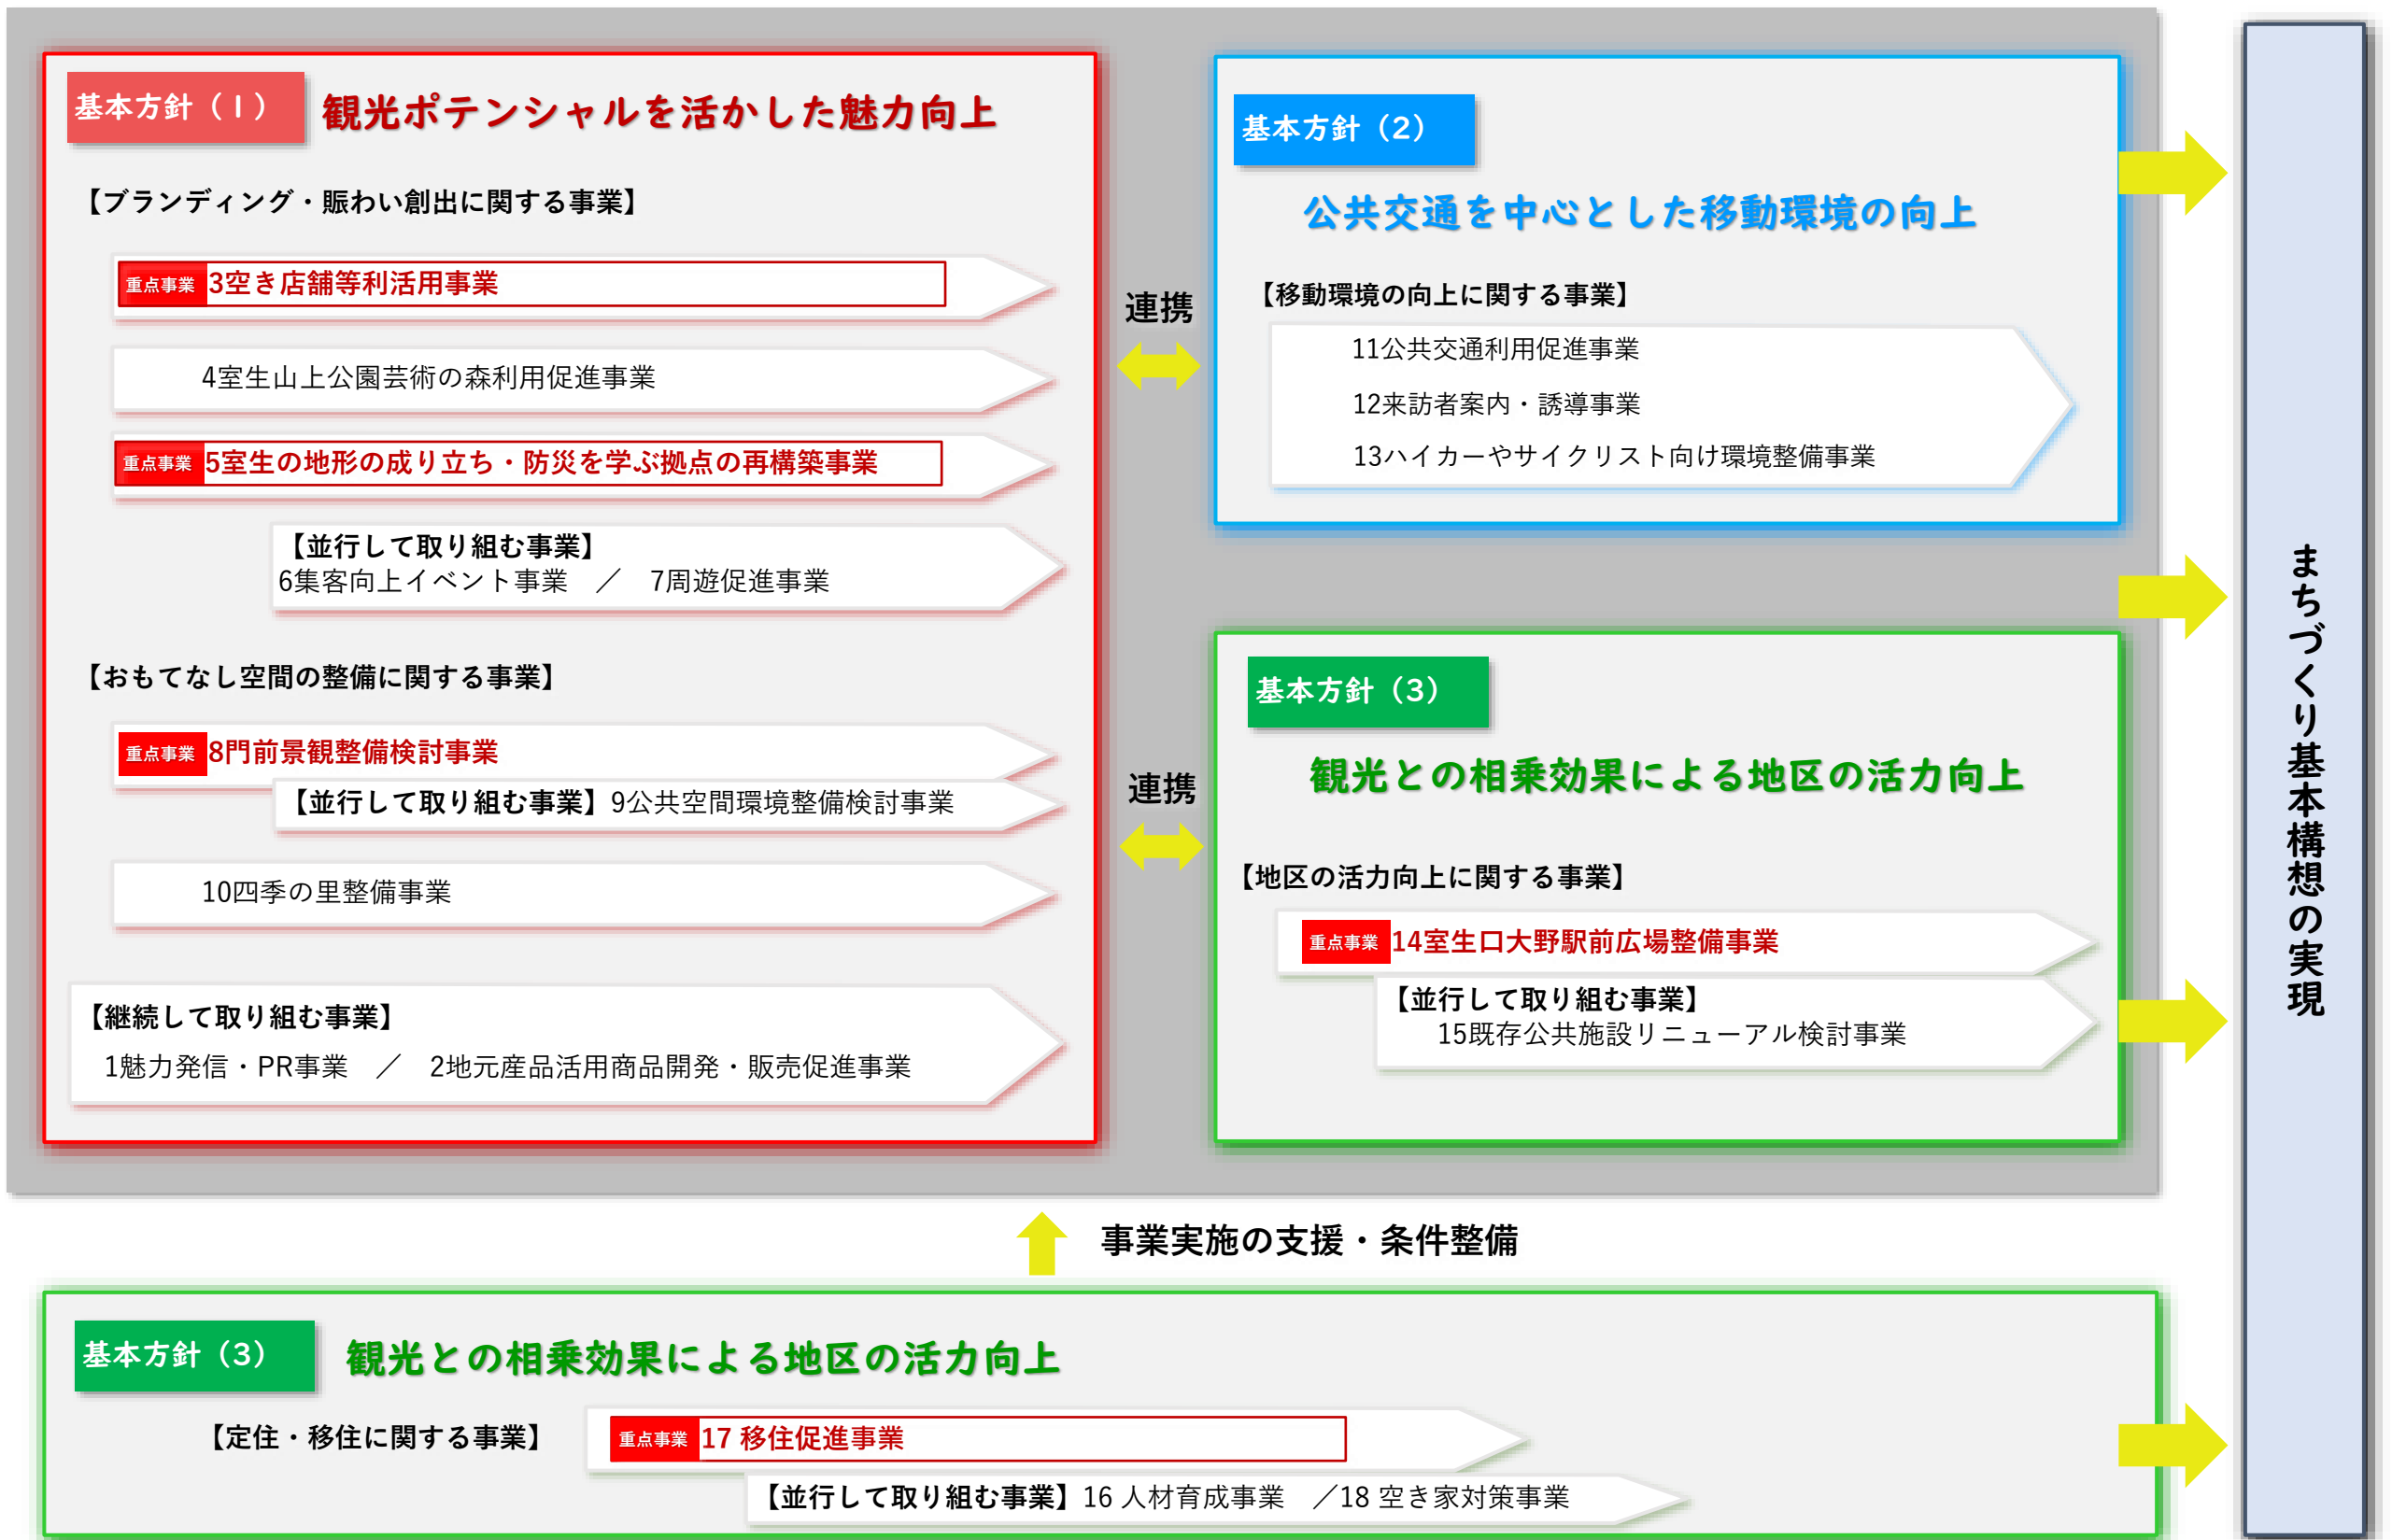 基本方針（1）
観光ポテンシャルを活かした魅力向上
【ブランディング・賑わい創出に関する事業】
重点事業 3空き店舗等利活用事業
4室生山上公園芸術の森利用促進事業
重点事業 5室生の地形の成り立ち・防災を学ぶ拠点の再構築事業
【並行して取り組む事業】
6集客向上イベント事業　／　7周遊促進事業
【おもてなし空間の整備に関する事業】
重点事業 8門前景観整備検討事業
【並行して取り組む事業】9公共空間環境整備検討事業
10四季の里整備事業
【継続して取り組む事業】
1魅力発信・PR事業　／　2地元産品活用商品開発・販売促進事業
連携
連携
基本方針（2）
公共交通を中心とした移動環境の向上
【移動環境の向上に関する事業】
11公共交通利用促進事業
12来訪者案内・誘導事業
13ハイカーやサイクリスト向け環境整備事業
基本方針（3）
観光との相乗効果による地区の活力向上
【地区の活力向上に関する事業】
重点事業 14室生口大野駅前広場整備事業
【並行して取り組む事業】
15既存公共施設リニューアル検討事業
事業実施の支援・条件整備
基本方針（3）
観光との相乗効果による地区の活力向上
【定住・移住に関する事業】
重点事業 17 移住促進事業
【並行して取り組む事業】16 人材育成事業　／18 空き家対策事業
まちづくり基本構想の実現